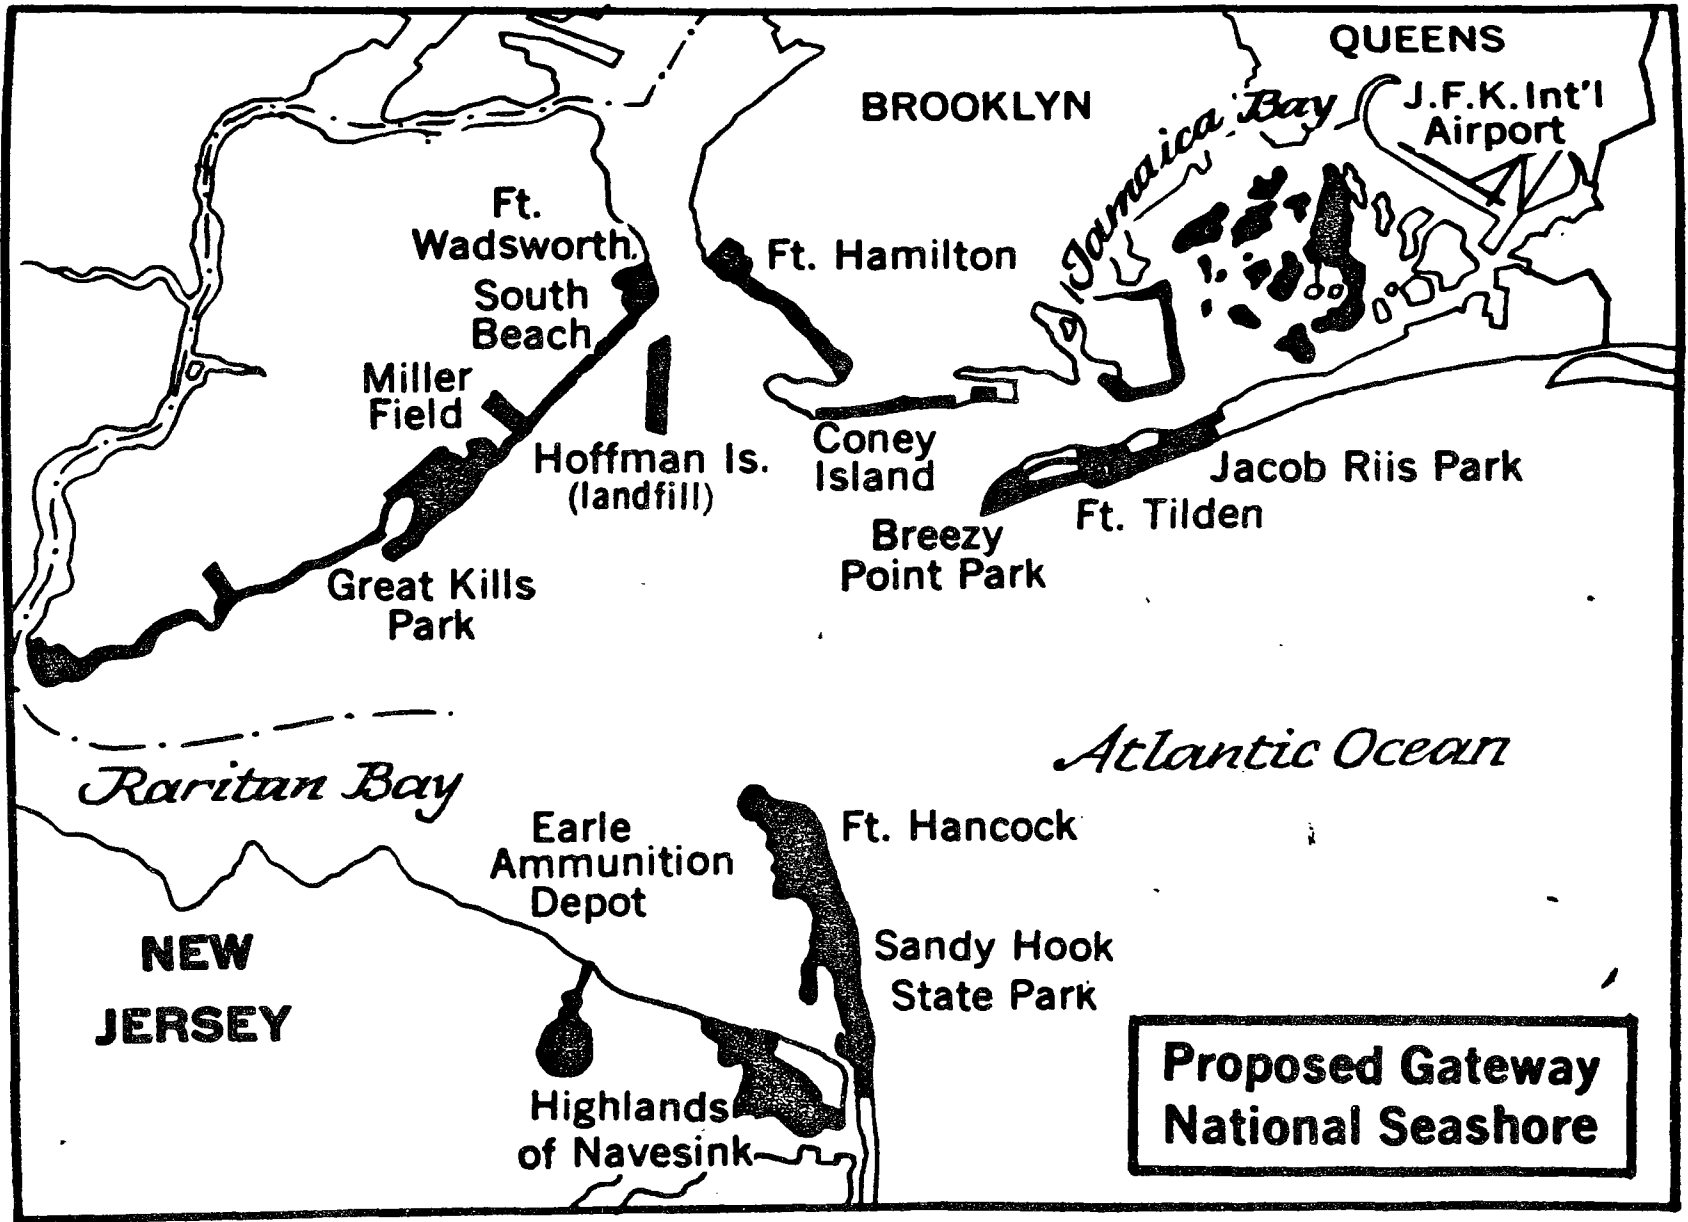 QUEENS
BROOKLYN
Jamaica Bay
J.F.K. Int'l
Airport
Ft.
Wadsworth
Ft. Hamilton
South
Beach
Miller
Field
Hoffman Is.
(landfill)
Coney
Island
Jacob Riis Park
Ft. Tilden
Breezy
Point Park
Great Kills
Park
Atlantic Ocean
Raritan Bay
Earle
Ammunition
Depot
Ft. Hancock
NEW
JERSEY
Sandy Hook
State Park
Highlands
of Navesink
Proposed Gateway
National Seashore